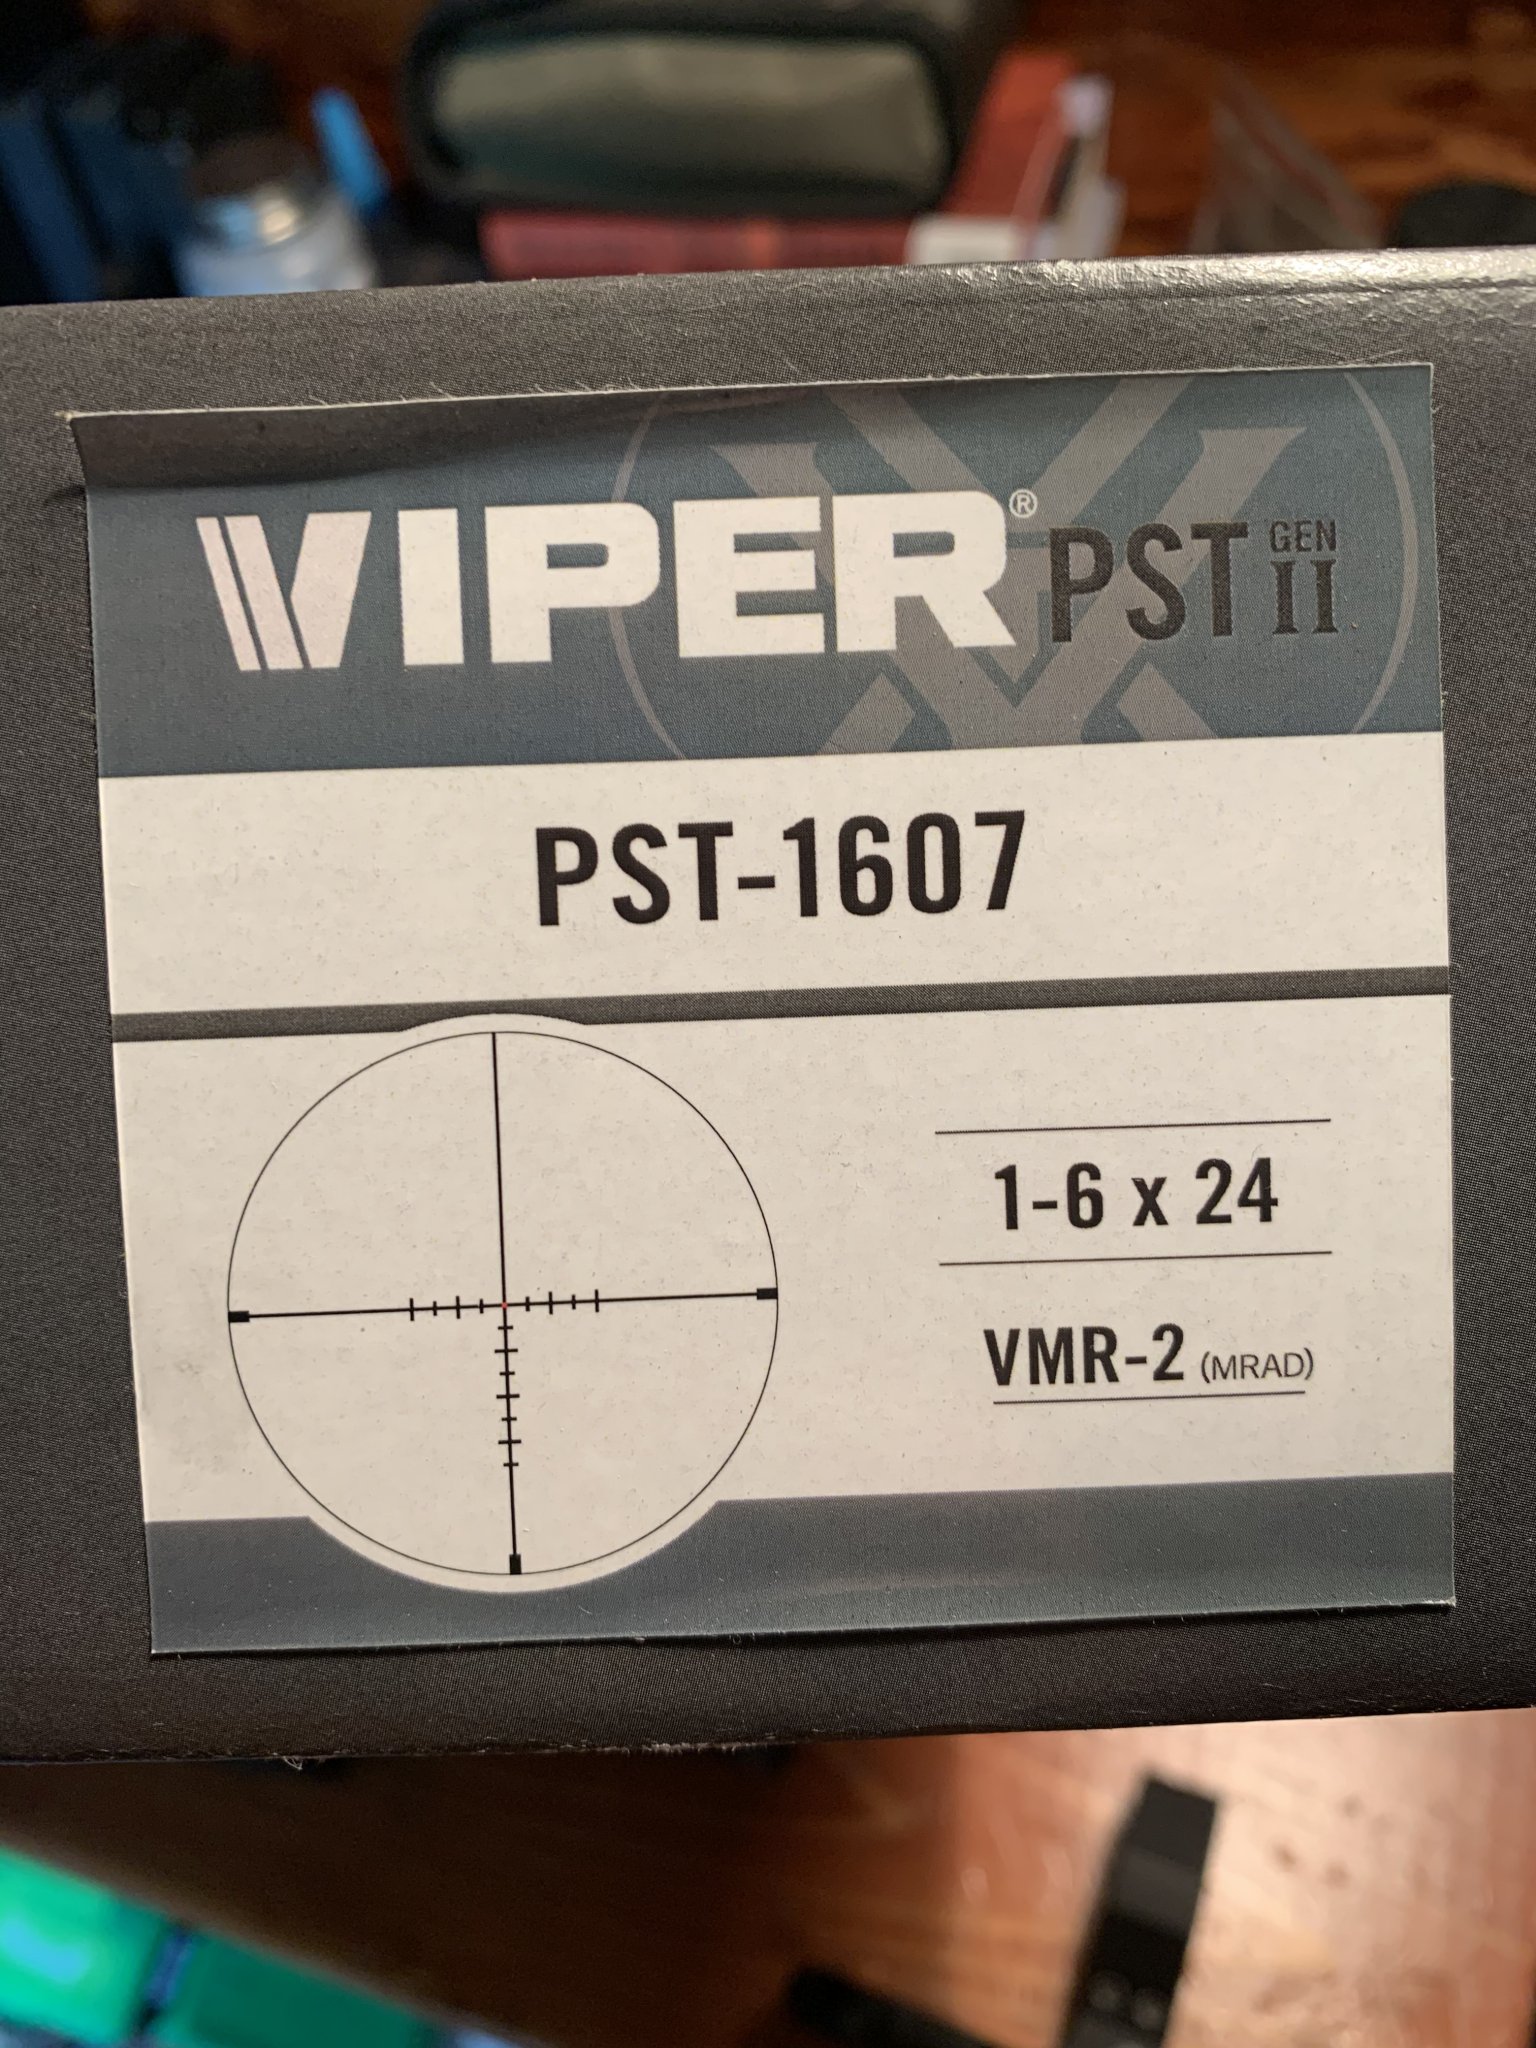 VIPER® PST GEN II
PST-1607
1-6 x 24
VMR-2 (MRAD)